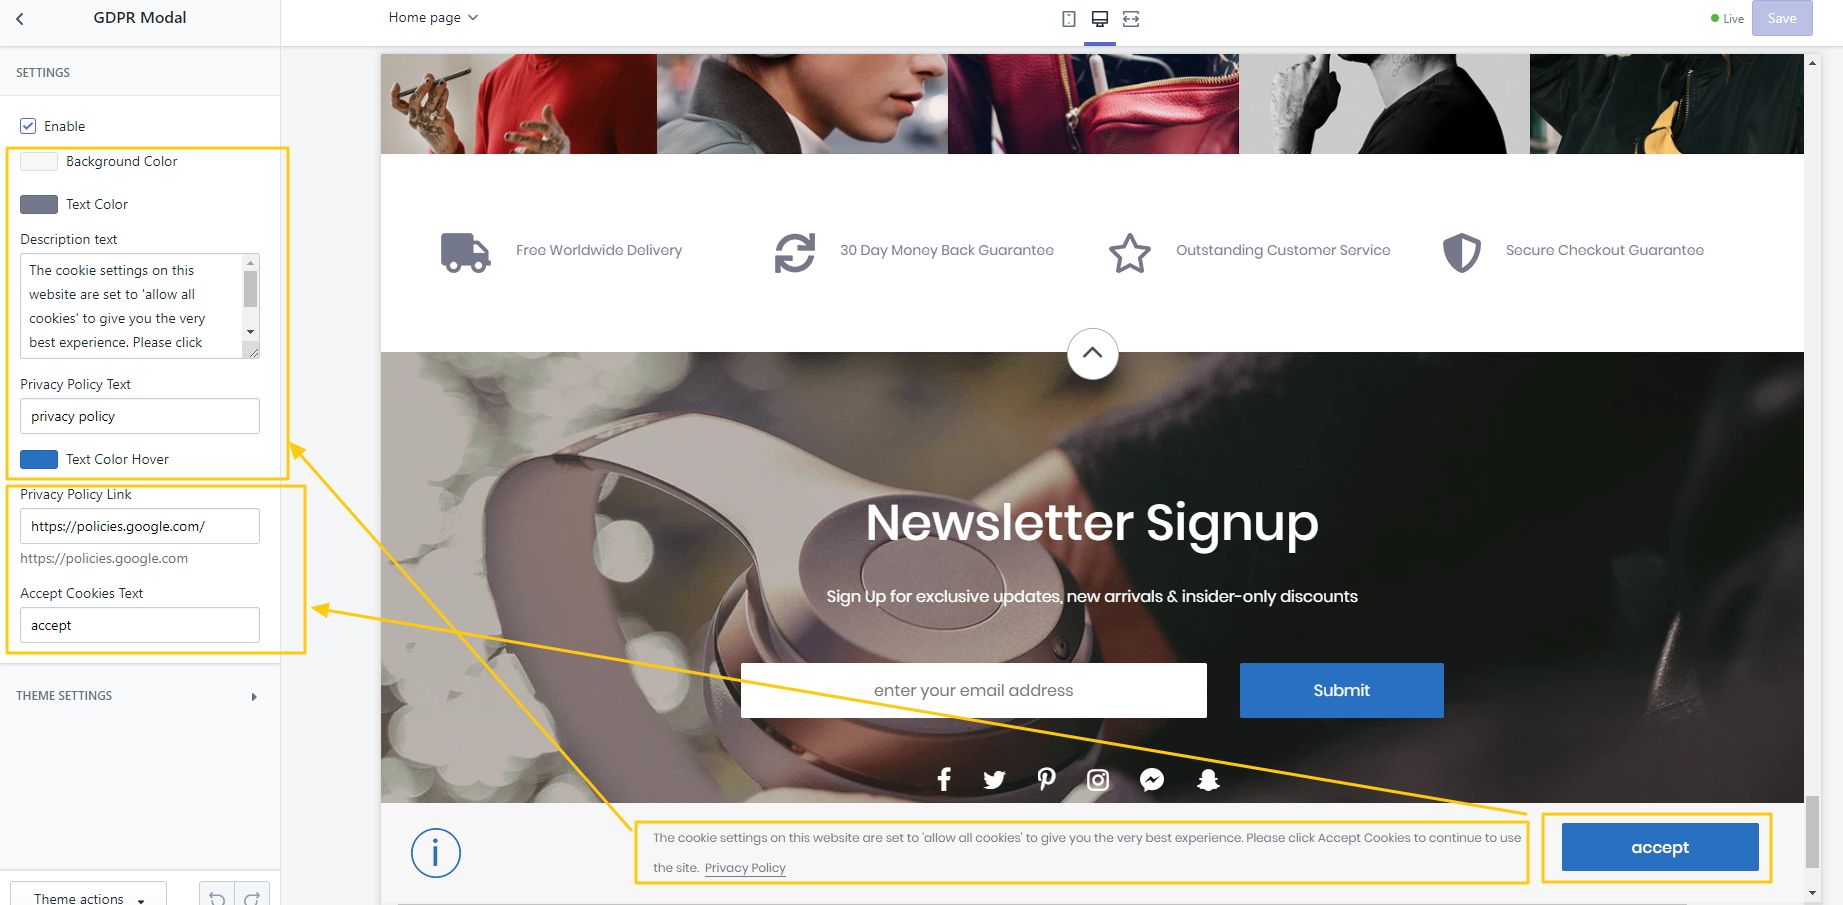 GDPR Modal
Home page
Live
Save
SETTINGS
Enable
Background Color
Text Color
Description text
The cookie settings on this
website are set to 'allow all
cookies' to give you the very
best experience. Please click
Privacy Policy Text
privacy policy
Text Color Hover
Privacy Policy Link
https://policies.google.com/
https://policies.google.com
Accept Cookies Text
accept
THEME SETTINGS
Theme actions
Free Worldwide Delivery
30 Day Money Back Guarantee
Outstanding Customer Service
Secure Checkout Guarantee
Newsletter Signup
Sign Up for exclusive updates, new arrivals & insider-only discounts
enter your email address
Submit
The cookie settings on this website are set to 'allow all cookies' to give you the very best experience. Please click Accept Cookies to continue to use
the site. Privacy Policy
accept